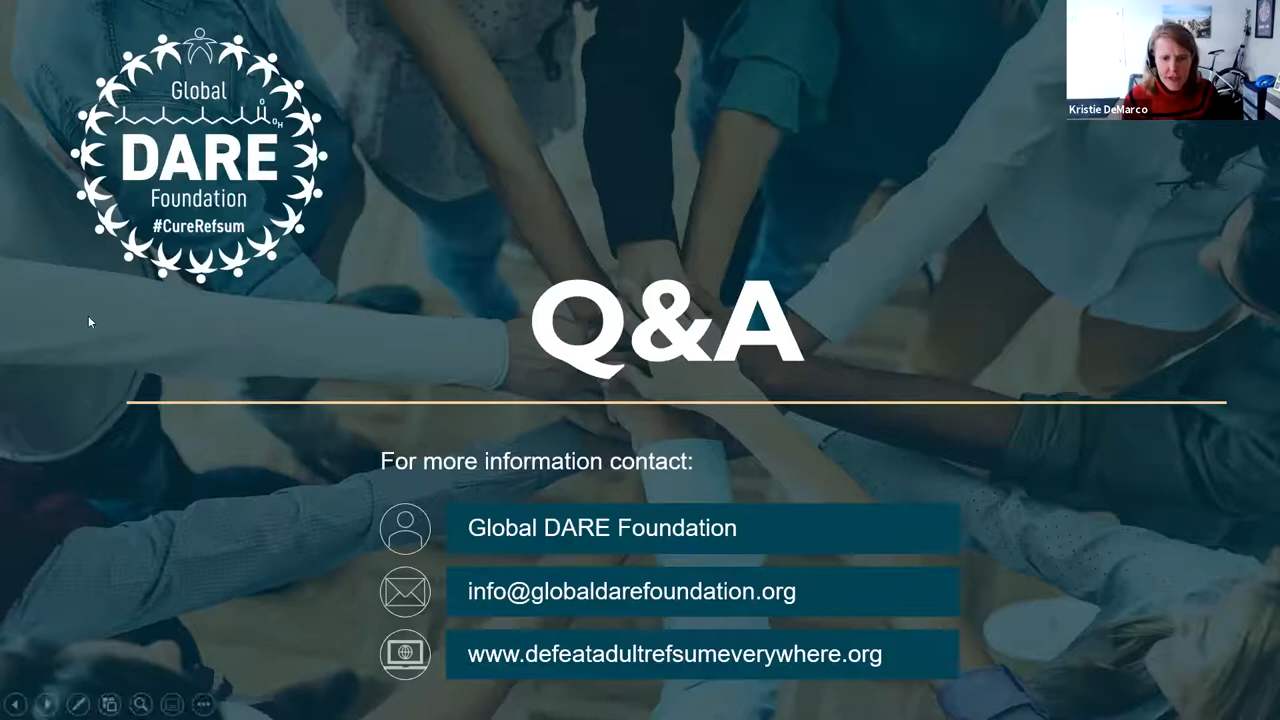 Global
O
OH
DARE
Foundation
#CureRefsum
Kristie DeMarco
Q&A
For more information contact:
Global DARE Foundation
info@globaldarefoundation.org
www.defeatadultrefsumeverywhere.org